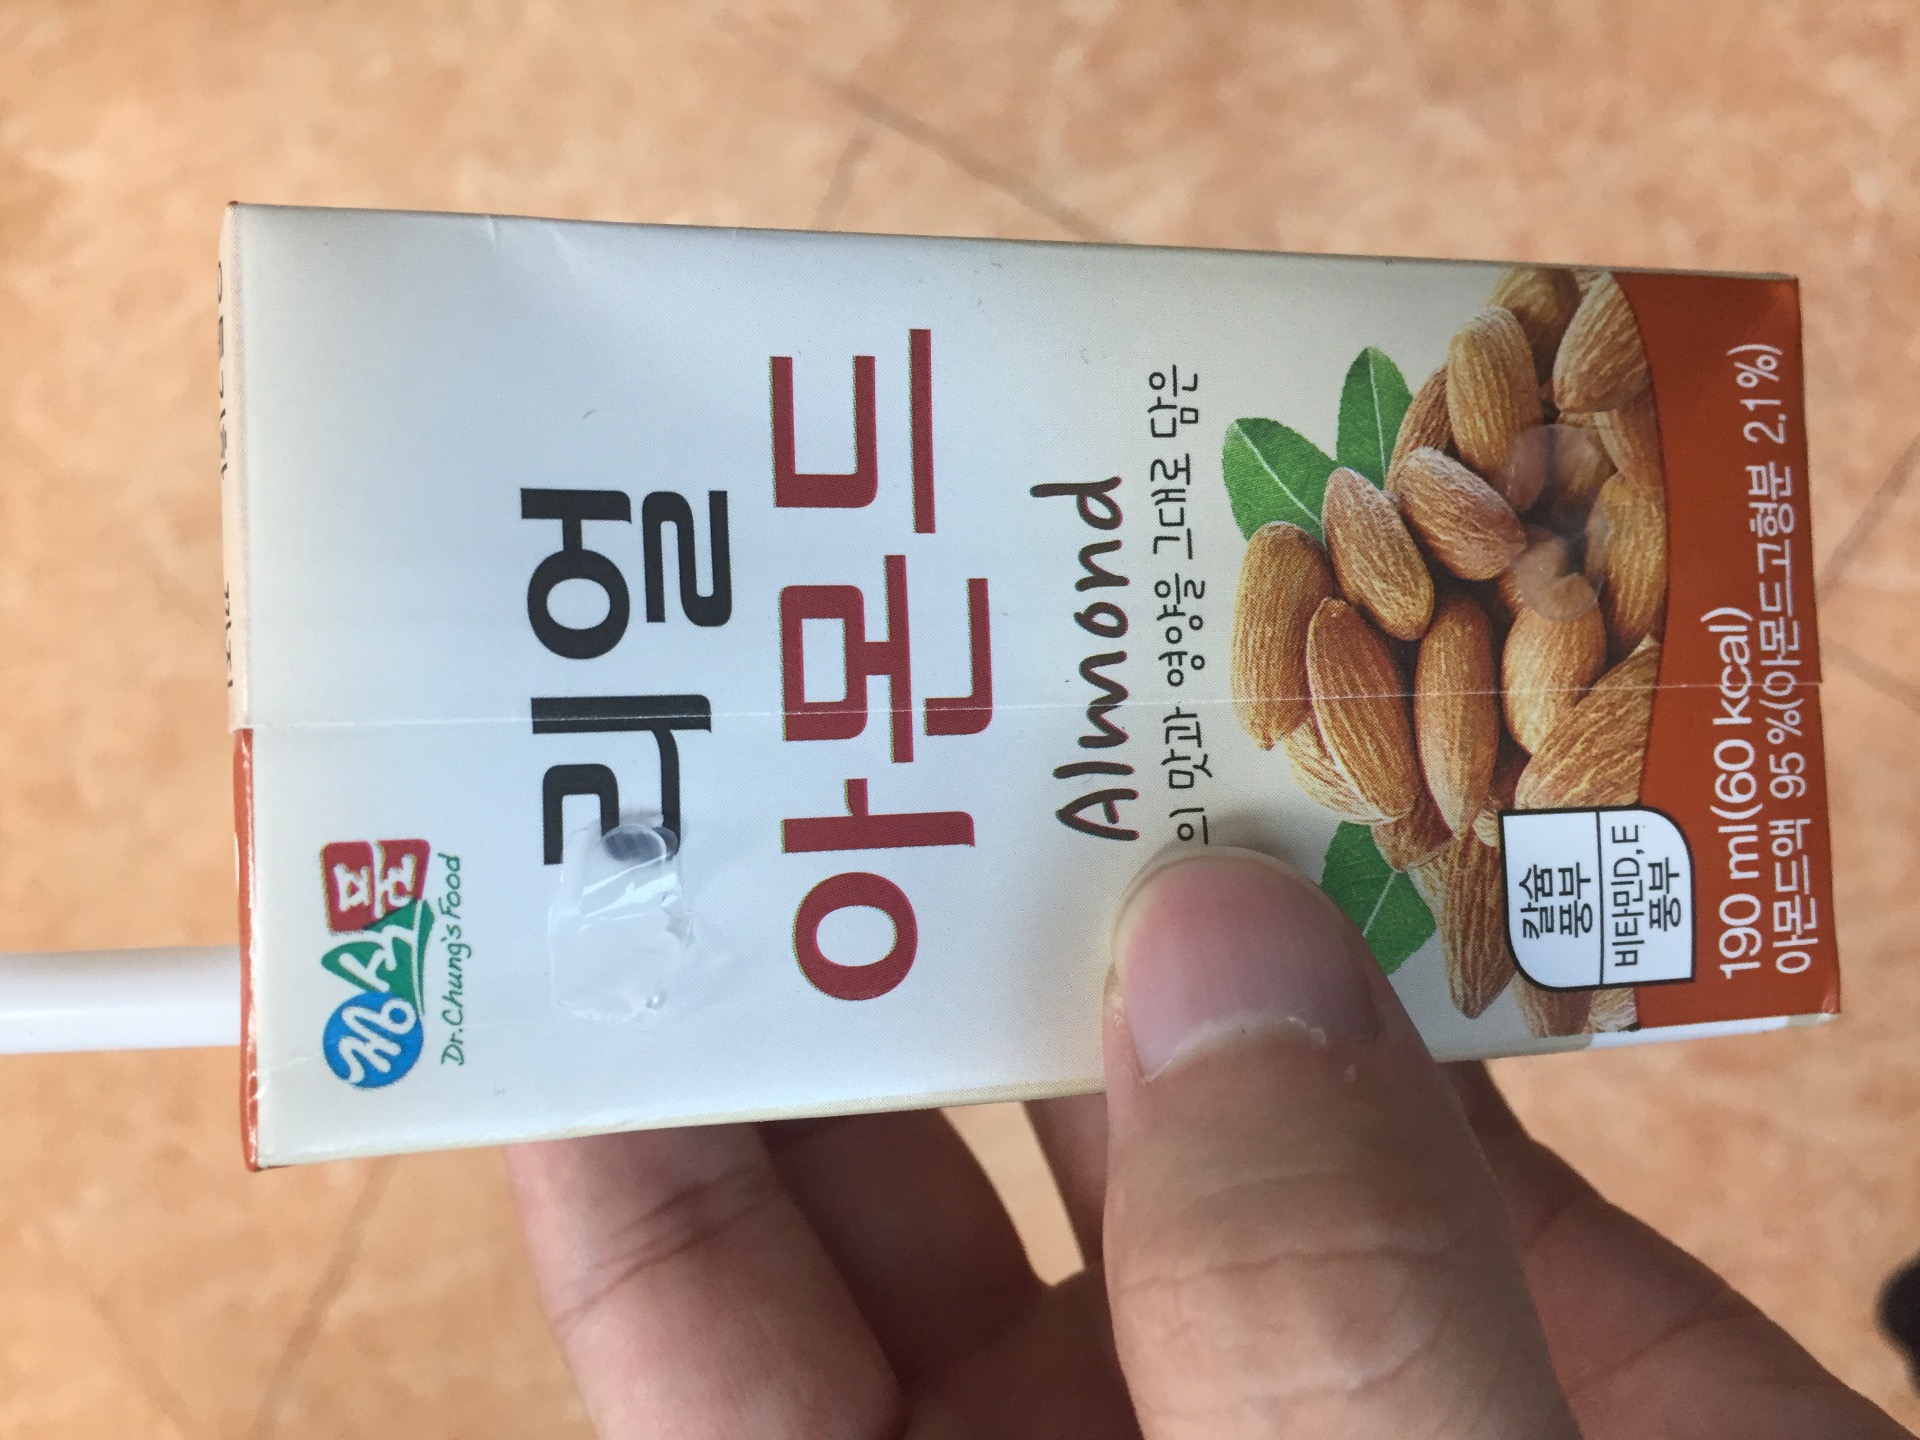 정식품
Dr.Chung's Food
리얼
아몬드
Almond
의 맛과 영양을 그대로 담은
칼슘
풍부
비타민D,E
풍부
190 ml(60 kcal)
아몬드액 95%(아몬드고형분 2.1%)